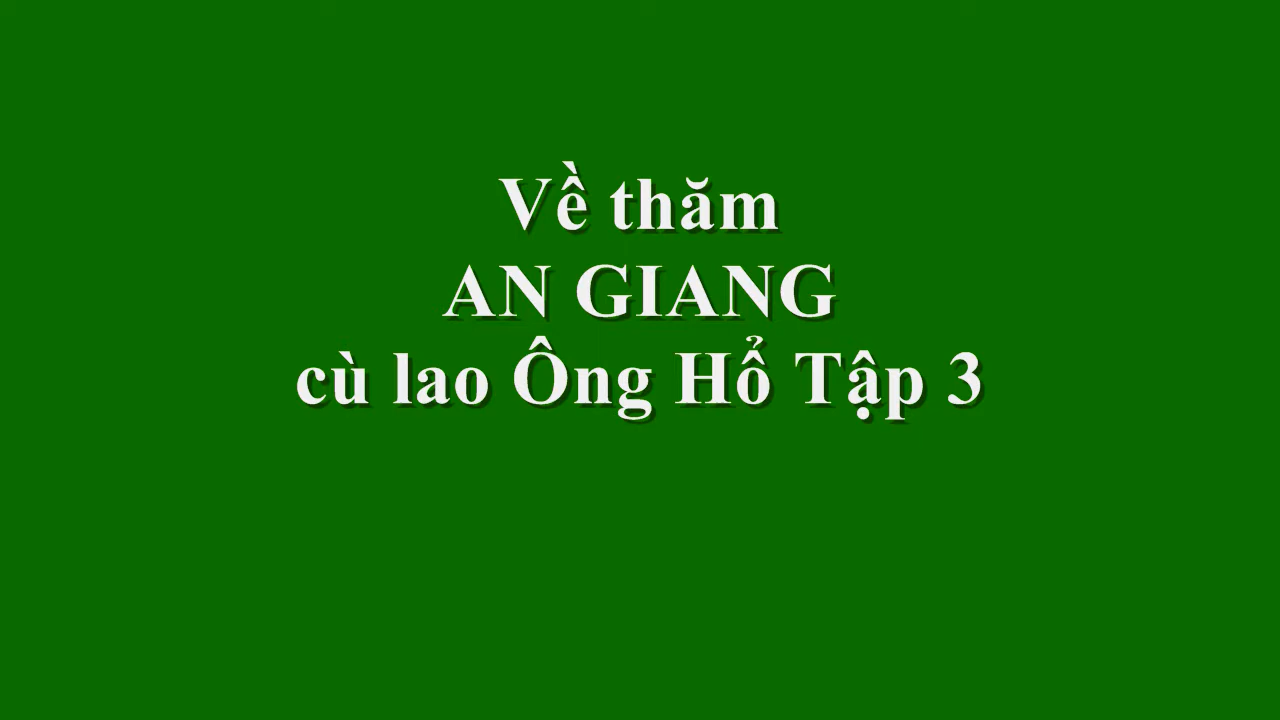 Về thăm
AN GIANG
cù lao Ông Hổ Tập 3